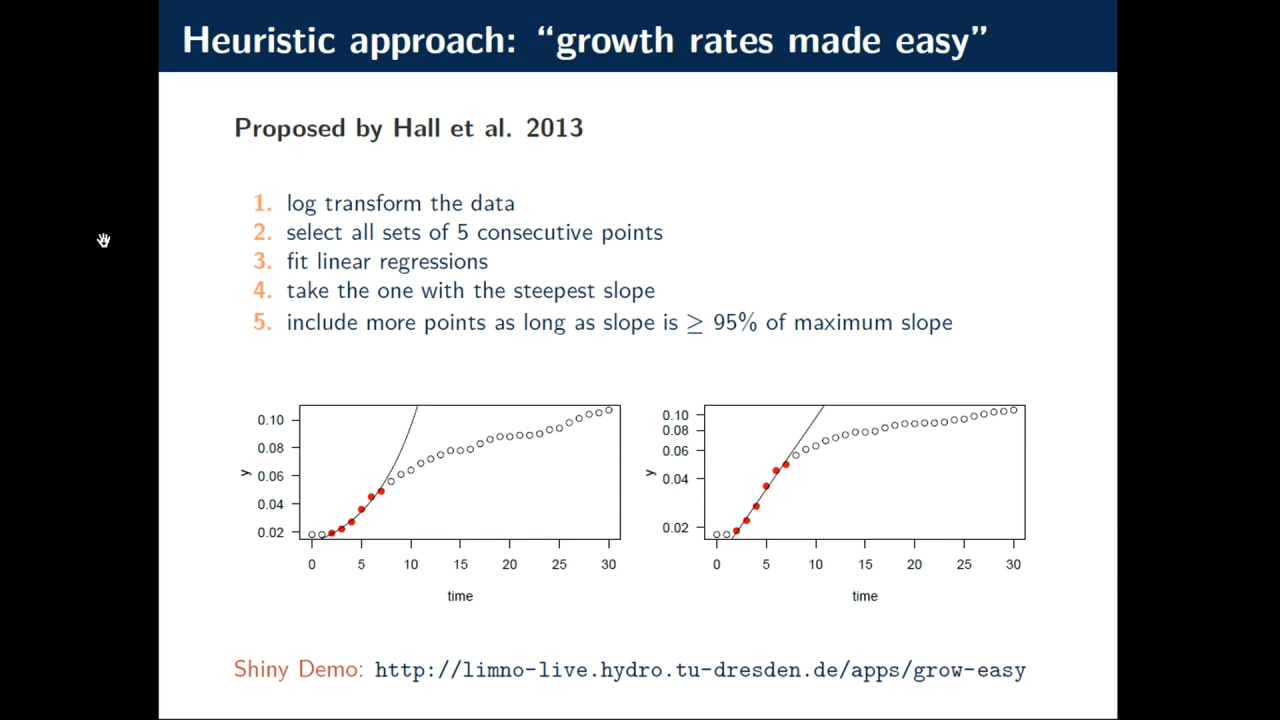 Heuristic approach: “growth rates made easy”
Proposed by Hall et al. 2013
1. log transform the data
2. select all sets of 5 consecutive points
3. fit linear regressions
4. take the one with the steepest slope
5. include more points as long as slope is ≥ 95% of maximum slope
0.10
0.08
0.06
0.04
0.02
y
0 5 10 15 20 25 30
time
0.10
0.08
0.06
0.04
0.02
y
0 5 10 15 20 25 30
time
Shiny Demo: http://limno-live.hydro.tu-dresden.de/apps/grow-easy